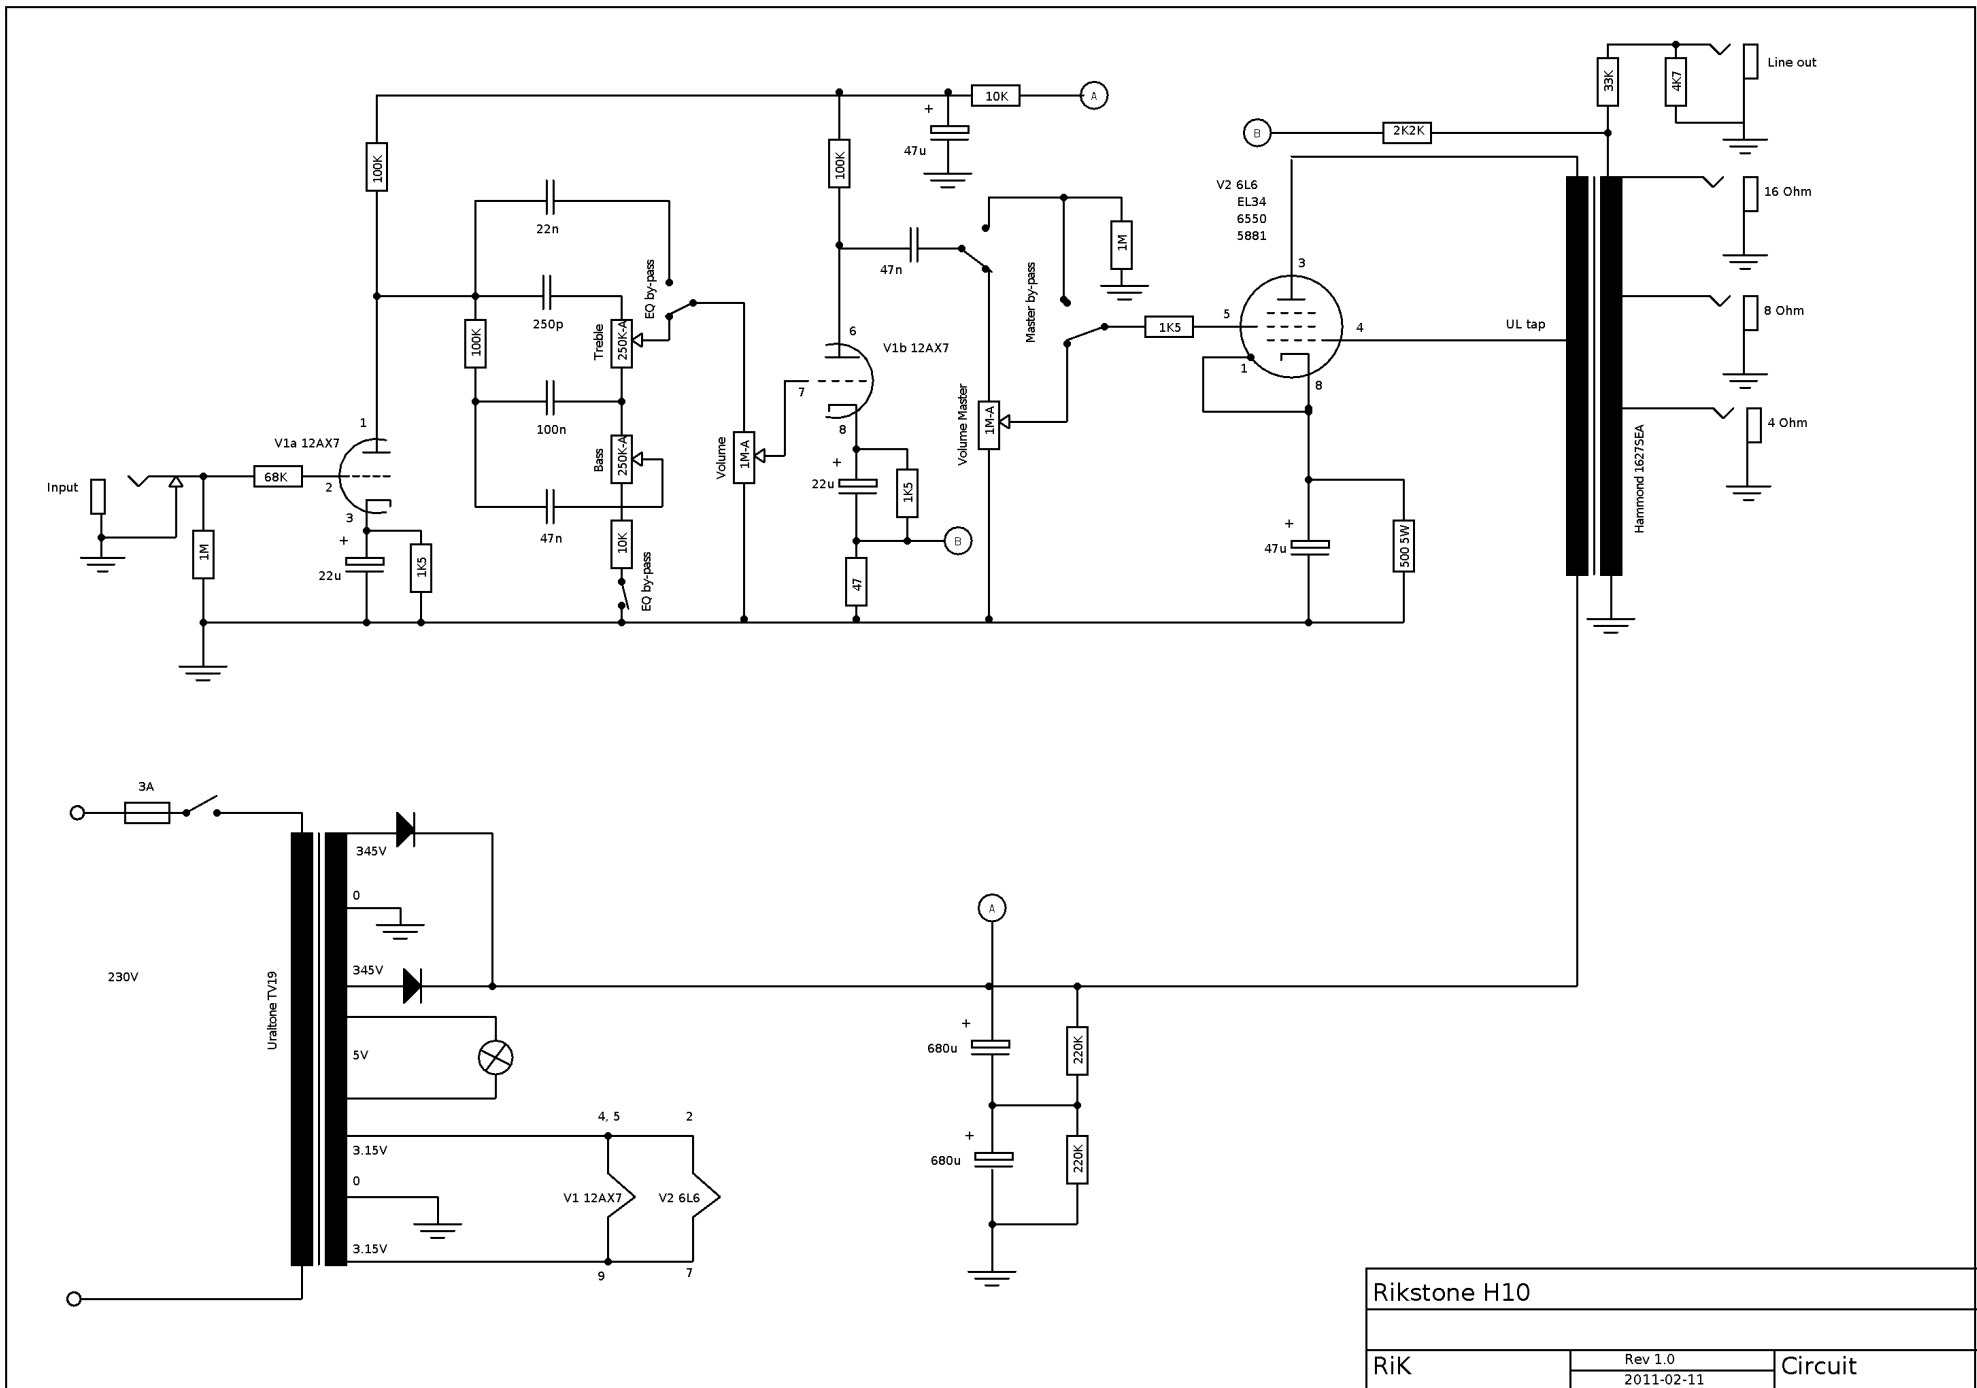 Line out
33K
4K7
10K
A
+
47u
B
2K2K
100K
100K
V2 6L6
EL34
6550
5881
16 Ohm
22n
1M
47n
EQ by-pass
Master by-pass
3
250p
Treble
250K-A
100K
5
4
1K5
UL tap
8 Ohm
6
V1b 12AX7
7
1
8
100n
Volume Master
1M-A
8
1
V1a 12AX7
Bass
250K-A
Volume
1M-A
4 Ohm
Hammond 1627SEA
Input
68K
2
+
22u
1K5
3
+
22u
1M
1K5
47n
10K
EQ by-pass
B
47
+
47u
500 5W
3A
345V
0
A
345V
230V
Uraltone TV19
5V
+
680u
220K
4, 5
2
3.15V
+
680u
220K
0
V1 12AX7
V2 6L6
3.15V
9
7
Rikstone H10
RiK
Rev 1.0
2011-02-11
Circuit